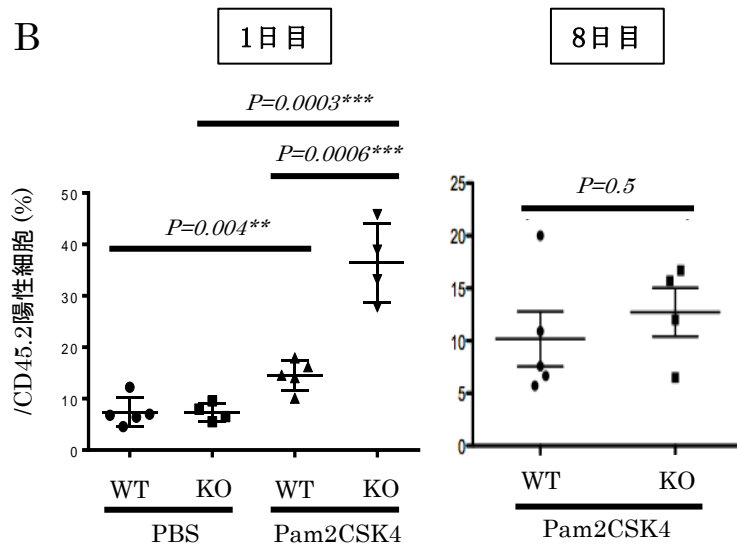 B
1日目
8日目
P=0.0003***
P=0.0006***
P=0.004**
P=0.5
/CD45.2陽性細胞 (%)
50
40
30
20
10
0
25
20
15
10
5
0
WT
KO
WT
KO
PBS
Pam2CSK4
WT
KO
Pam2CSK4